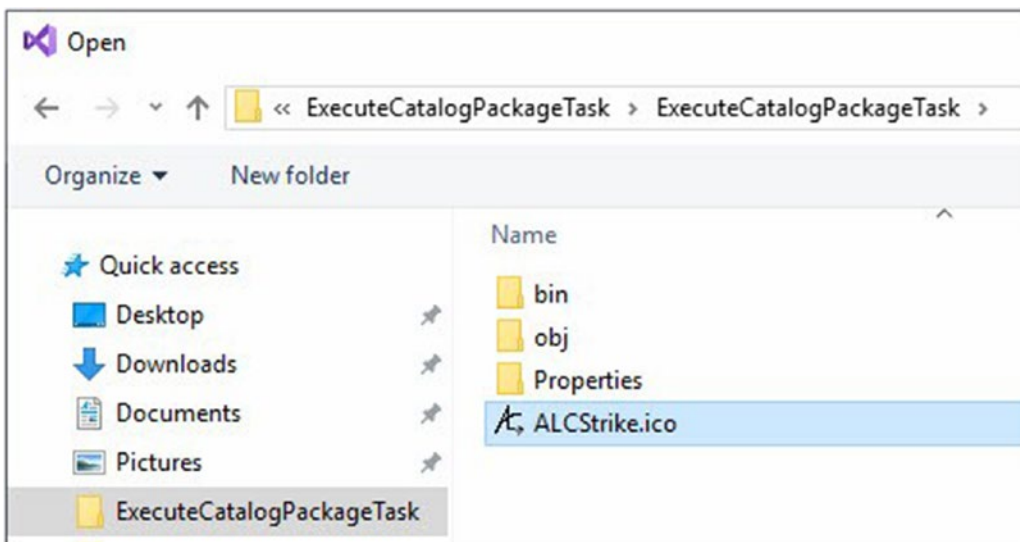 Open
« ExecuteCatalogPackageTask › ExecuteCatalogPackageTask ›
Organize New folder
Name
Quick access
Desktop
Downloads
Documents
Pictures
ExecuteCatalogPackageTask
bin
obj
Properties
ALCStrike.ico